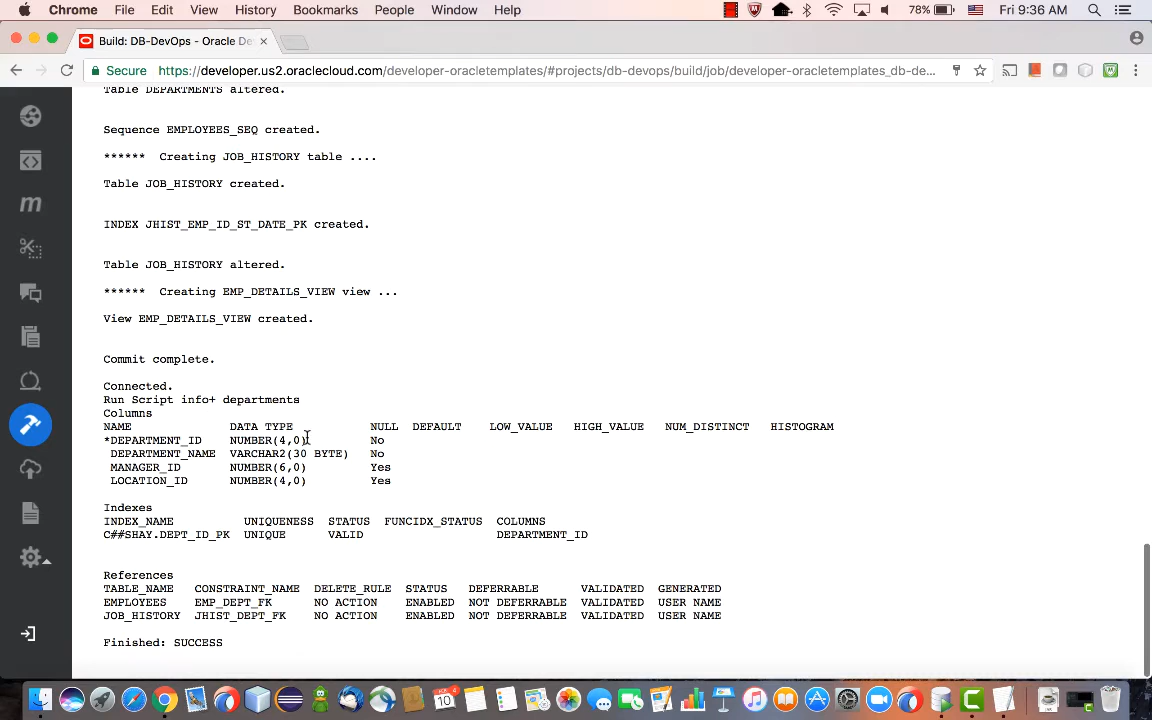 Chrome File Edit View History Bookmarks People Window Help 78% Fri 9:36 AM
Build: DB-DevOps - Oracle De
Secure https://developer.us2.oraclecloud.com/developer-oracletemplates/#projects/db-devops/build/job/developer-oracletemplates_db-de...
Table DEPARTMENTS altered.
Sequence EMPLOYEES_SEQ created.
****** Creating JOB_HISTORY table ....
Table JOB_HISTORY created.
INDEX JHIST_EMP_ID_ST_DATE_PK created.
Table JOB_HISTORY altered.
****** Creating EMP_DETAILS_VIEW view ...
View EMP_DETAILS_VIEW created.
Commit complete.
Connected.
Run Script info+ departments
Columns
NAME DATA TYPE NULL DEFAULT LOW_VALUE HIGH_VALUE NUM_DISTINCT HISTOGRAM
*DEPARTMENT_ID NUMBER(4,0) No
DEPARTMENT_NAME VARCHAR2(30 BYTE) No
MANAGER_ID NUMBER(6,0) Yes
LOCATION_ID NUMBER(4,0) Yes
Indexes
INDEX_NAME UNIQUENESS STATUS FUNCIDX_STATUS COLUMNS
C##SHAY.DEPT_ID_PK UNIQUE VALID DEPARTMENT_ID
References
TABLE_NAME CONSTRAINT_NAME DELETE_RULE STATUS DEFERRABLE VALIDATED GENERATED
EMPLOYEES EMP_DEPT_FK NO ACTION ENABLED NOT DEFERRABLE VALIDATED USER NAME
JOB_HISTORY JHIST_DEPT_FK NO ACTION ENABLED NOT DEFERRABLE VALIDATED USER NAME
Finished: SUCCESS